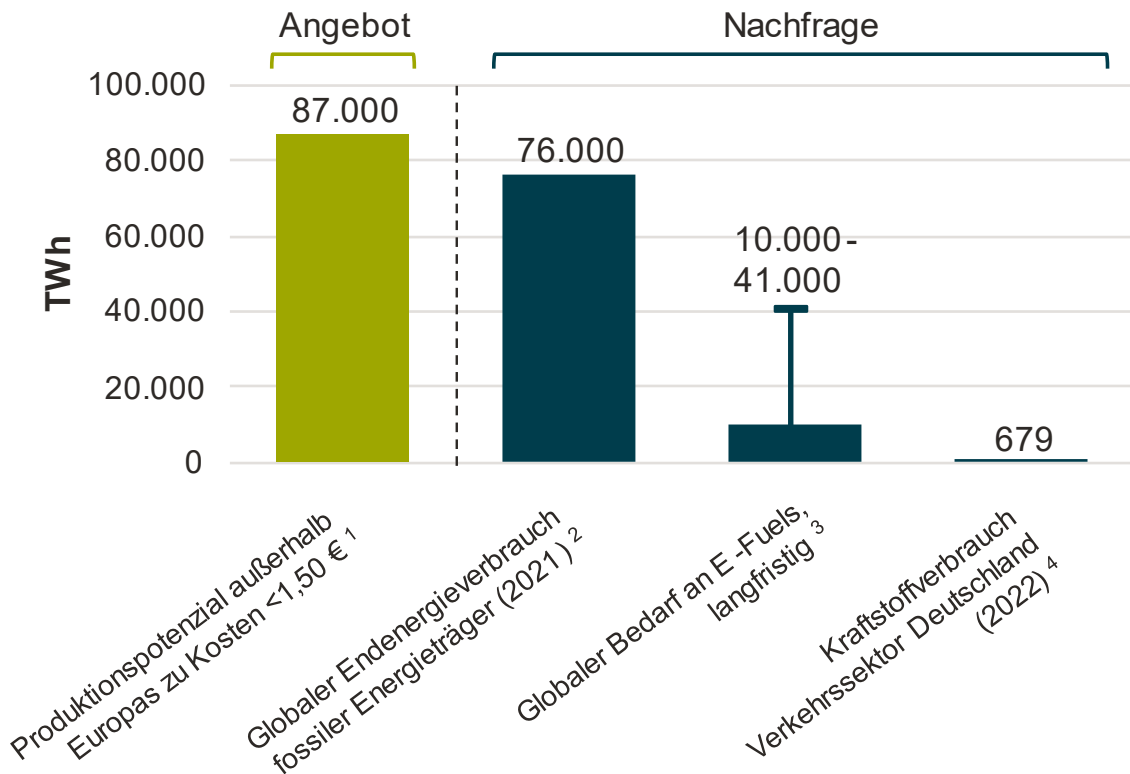 Angebot
Nachfrage
100.000
80.000
60.000
40.000
20.000
0
TWh
87.000
76.000
10.000-
41.000
679
Produktionspotenzial außerhalb
Europas zu Kosten <1,50 € 1
Globaler Endenergieverbrauch
fossiler Energieträger (2021) 2
Globaler Bedarf an E-Fuels,
langfristig 3
Kraftstoffverbrauch
Verkehrssektor Deutschland
(2022) 4